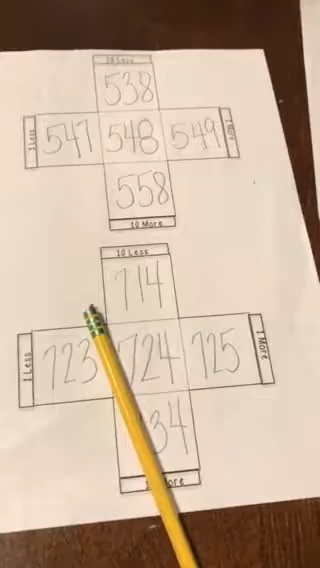 10 Less
538
1 Less 547 548 549 1 More
558
10 More
10 Less
714
1 Less 723 724 725 1 More
34